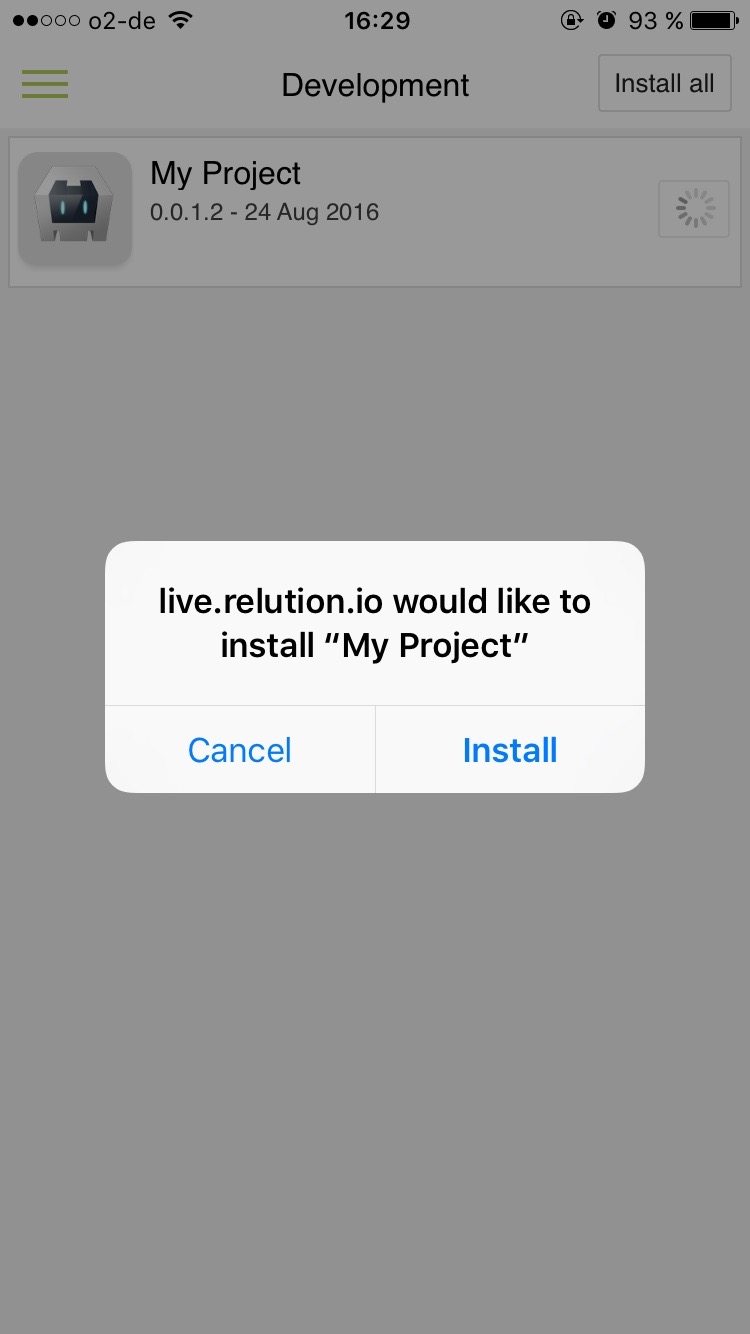 o2-de 16:29 93 %
Development
Install all
My Project
0.0.1.2 - 24 Aug 2016
live.relution.io would like to
install “My Project”
Cancel Install